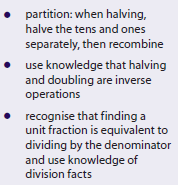 ● partition: when halving,
halve the tens and ones
separately, then recombine
● use knowledge that halving
and doubling are inverse
operations
● recognise that finding a
unit fraction is equivalent to
dividing by the denominator
and use knowledge of
division facts